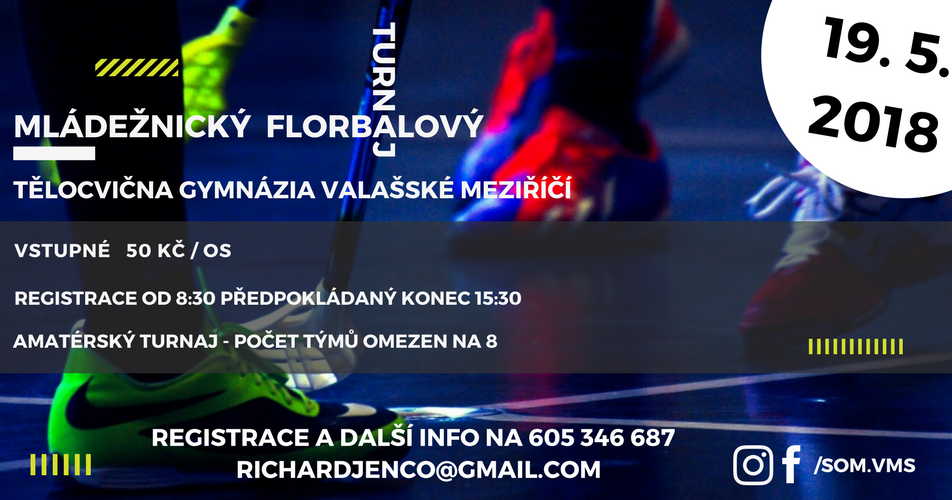 19. 5.
2018
TURNAJ
MLÁDEŽNICKÝ FLORBALOVÝ
TĚLOCVIČNA GYMNÁZIA VALAŠSKÉ MEZIŘÍČÍ
VSTUPNÉ 50 KČ / OS
REGISTRACE OD 8:30 PŘEDPOKLÁDANÝ KONEC 15:30
AMATÉRSKÝ TURNAJ - POČET TÝMŮ OMEZEN NA 8
REGISTRACE A DALŠÍ INFO NA 605 346 687
RICHARDJENCO@GMAIL.COM
/SOM.VMS